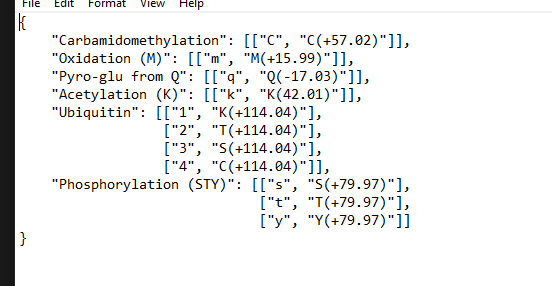 File Edit Format View Help
{
"Carbamidomethylation": [["C", "C(+57.02)"]],
"Oxidation (M)": [["m", "M(+15.99)"]],
"Pyro-glu from Q": [["q", "Q(-17.03)"]],
"Acetylation (K)": [["k", "K(42.01)"]],
"Ubiquitin": [["1", "K(+114.04)"],
["2", "T(+114.04)"],
["3", "S(+114.04)"],
["4", "C(+114.04)"]],
"Phosphorylation (STY)": [["s", "S(+79.97)"],
["t", "T(+79.97)"],
["y", "Y(+79.97)"]]
}